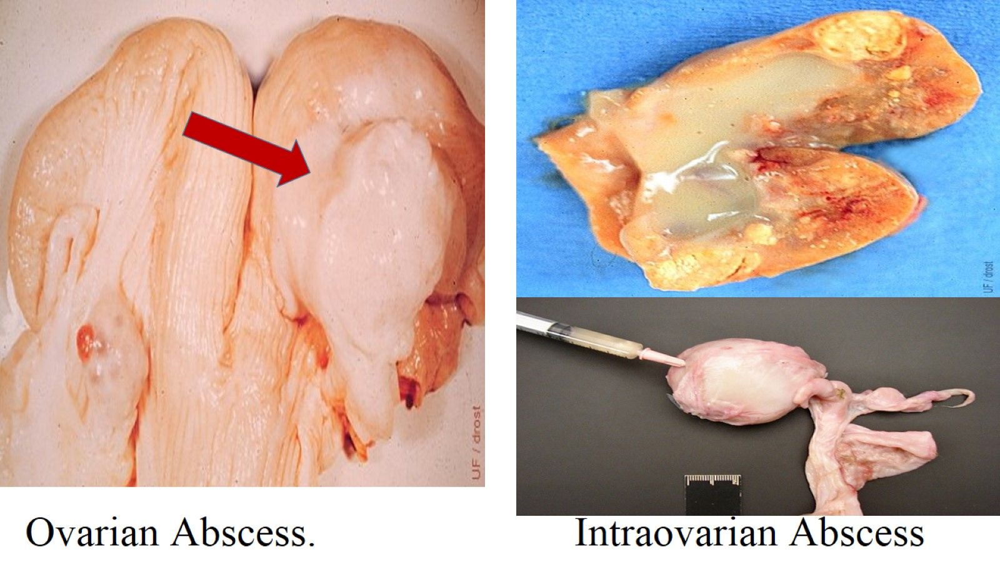 UF / drost
UF / drost
Ovarian Abscess.
Intraovarian Abscess